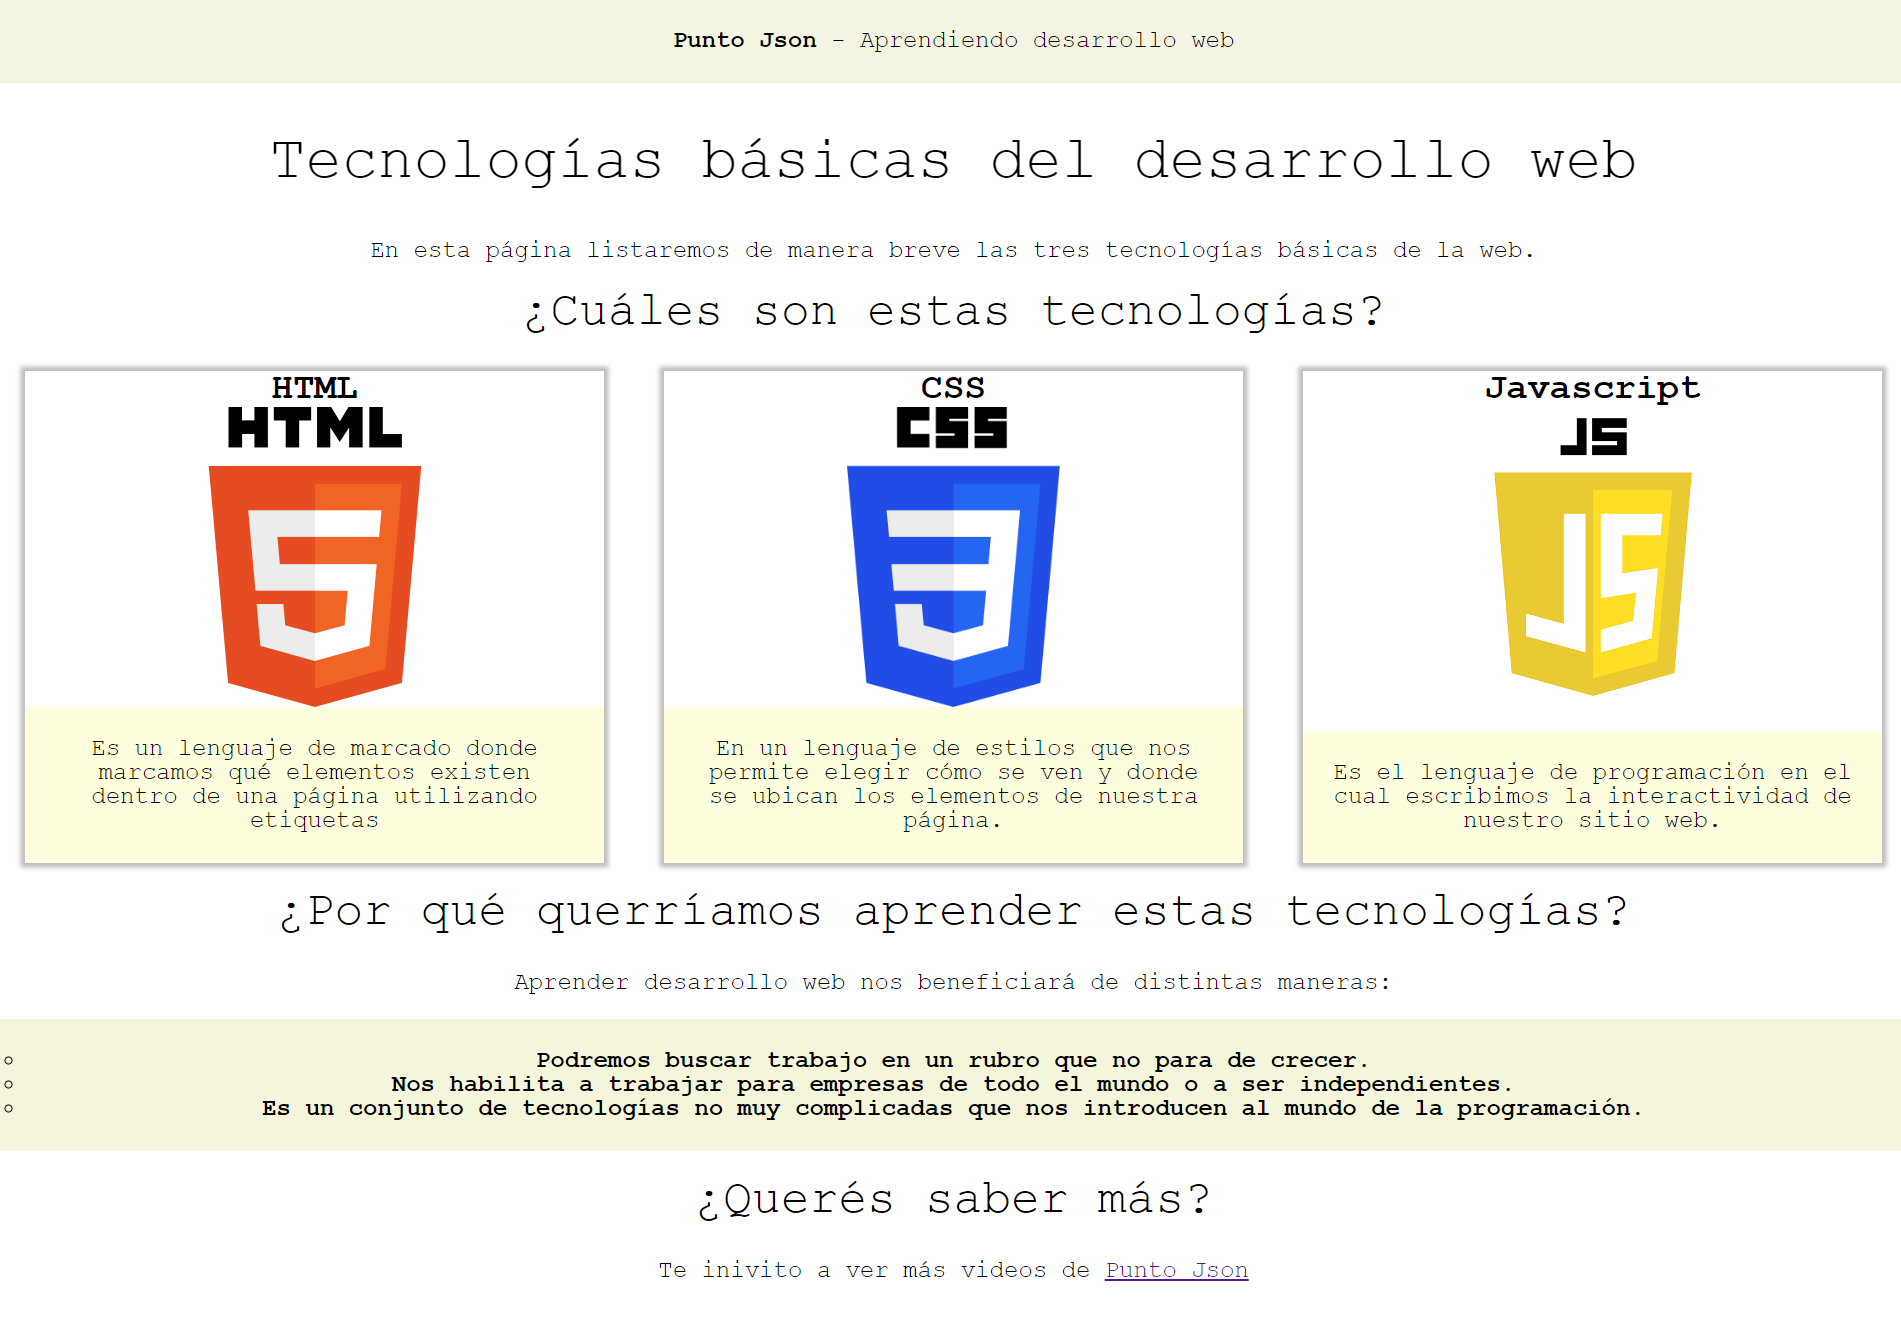 Punto Json - Aprendiendo desarrollo web
Tecnologías básicas del desarrollo web
En esta página listaremos de manera breve las tres tecnologías básicas de la web.
¿Cuáles son estas tecnologías?
HTML
HTML
5
Es un lenguaje de marcado donde
marcamos qué elementos existen
dentro de una página utilizando
etiquetas
CSS
CSS
3
En un lenguaje de estilos que nos
permite elegir cómo se ven y donde
se ubican los elementos de nuestra
página.
Javascript
JS
JS
Es el lenguaje de programación en el
cual escribimos la interactividad de
nuestro sitio web.
¿Por qué querríamos aprender estas tecnologías?
Aprender desarrollo web nos beneficiará de distintas maneras:
Podremos buscar trabajo en un rubro que no para de crecer.
Nos habilita a trabajar para empresas de todo el mundo o a ser independientes.
Es un conjunto de tecnologías no muy complicadas que nos introducen al mundo de la programación.
¿Querés saber más?
Te inivito a ver más videos de Punto Json